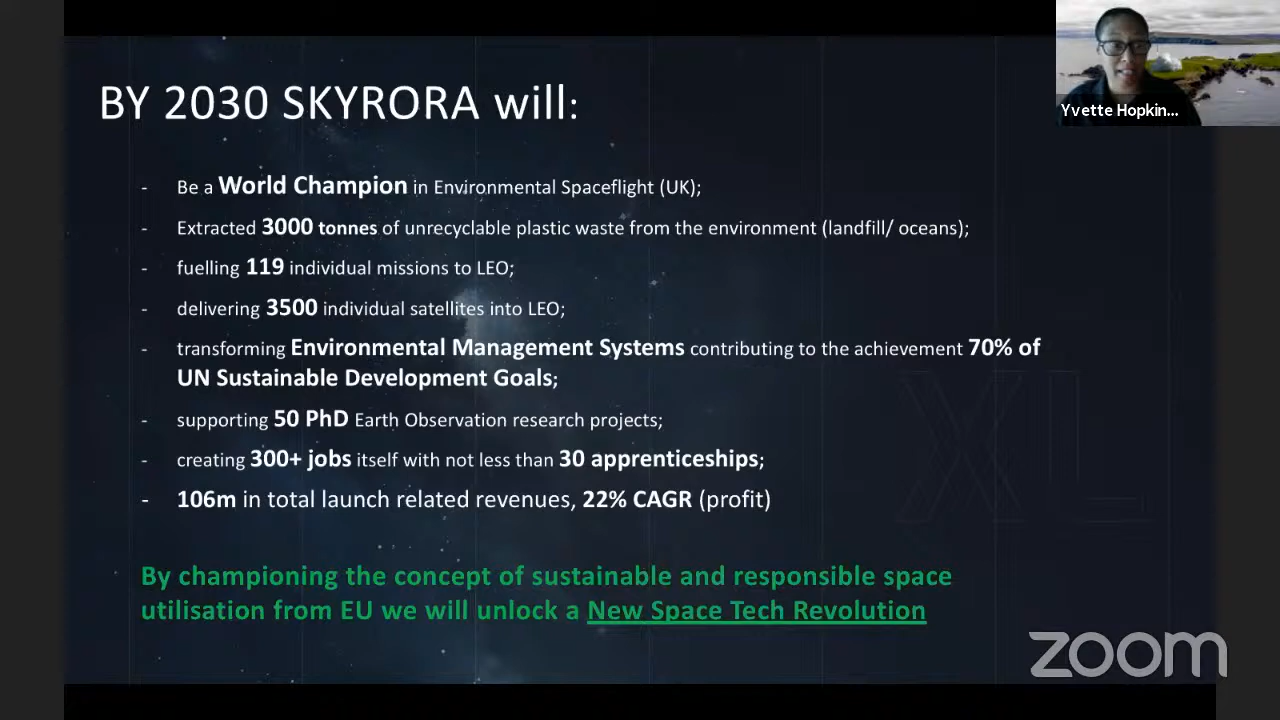 BY 2030 SKYRORA will:
Yvette Hopkin...
- Be a World Champion in Environmental Spaceflight (UK);
- Extracted 3000 tonnes of unrecyclable plastic waste from the environment (landfill/ oceans);
- fuelling 119 individual missions to LEO;
- delivering 3500 individual satellites into LEO;
- transforming Environmental Management Systems contributing to the achievement 70% of
UN Sustainable Development Goals;
- supporting 50 PhD Earth Observation research projects;
- creating 300+ jobs itself with not less than 30 apprenticeships;
- 106m in total launch related revenues, 22% CAGR (profit)
XL
By championing the concept of sustainable and responsible space
utilisation from EU we will unlock a New Space Tech Revolution
zoom